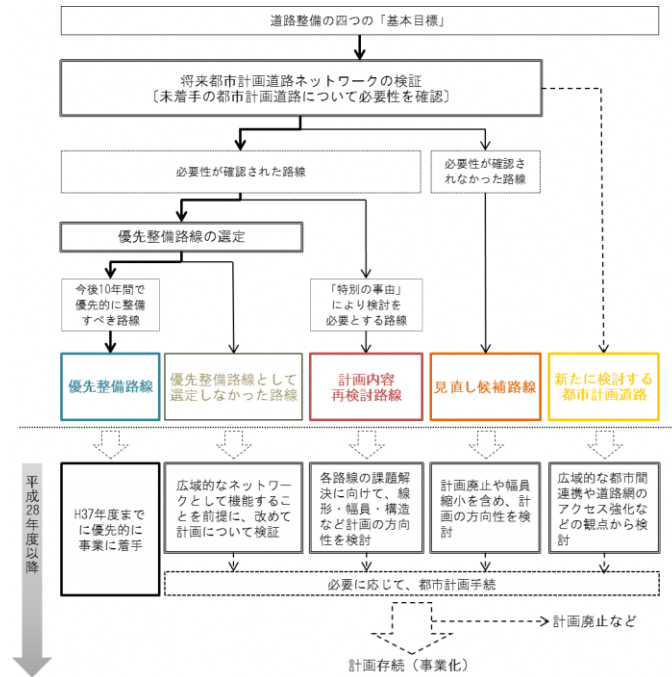 道路整備の四つの「基本目標」
将来都市計画道路ネットワークの検証
〔未着手の都市計画道路について必要性を確認〕
必要性が確認された路線
必要性が確認さ
れなかった路線
優先整備路線の選定
今後10年間で
優先的に整備
すべき路線
「特別の事由」
により検討を
必要とする路線
優先整備路線
優先整備路線として
選定しなかった路線
計画内容
再検討路線
見直し候補路線
新たに検討する
都市計画道路
平成28年度以降
H37年度まで
に優先的に
事業に着手
広域的なネットワ
ークとして機能するこ
とを前提に、改めて
計画について検証
各路線の課題解
決に向けて、線
形・幅員・構造
など計画の方向
性を検討
計画廃止や幅員
縮小を含め、計
画の方向性を検
討
広域的な都市間
連携や道路網の
アクセス強化な
どの観点から検
討
必要に応じて、都市計画手続
計画廃止など
計画存続（事業化）